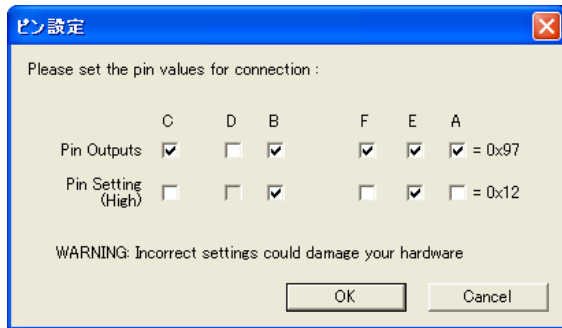 ピン設定
Please set the pin values for connection :
C D B F E A
Pin Outputs = 0x97
Pin Setting
(High) = 0x12
WARNING: Incorrect settings could damage your hardware
OK Cancel